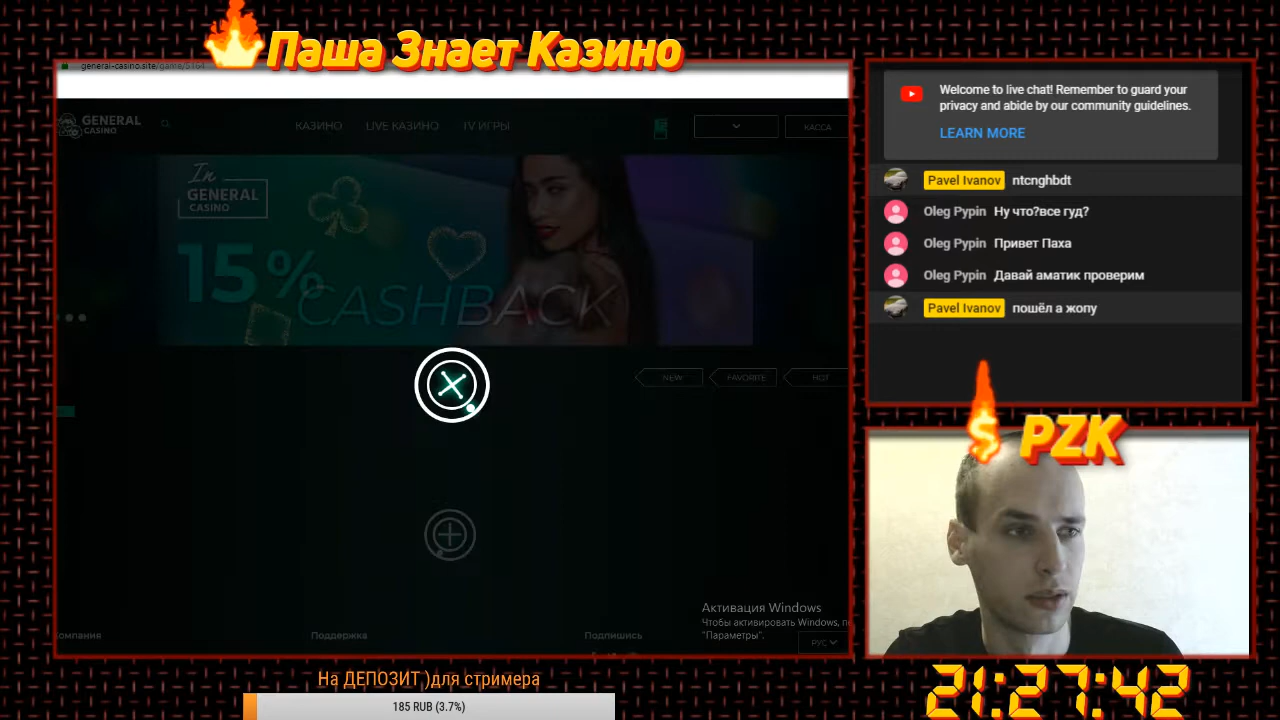 Паша Знает Казино
general-casino.site/game/5164
GENERAL
CASINO
КАЗИНО
LIVE КАЗИНО
TV ИГРЫ
КАССА
In
GENERAL
CASINO
15%
CASHBACK
NEW
FAVORITE
HOT
Активация Windows
Чтобы активировать Windows, п
"Параметры".
омпания
Поддержка
Подпишись
РУС
Welcome to live chat! Remember to guard your
privacy and abide by our community guidelines.
LEARN MORE
Pavel Ivanov ntcnghbdt
Oleg Pypin Ну что?все гуд?
Oleg Pypin Привет Паха
Oleg Pypin Давай аматик проверим
Pavel Ivanov пошёл а жопу
$ PZK
На ДЕПОЗИТ )для стримера
185 RUB (3.7%)
21:27:42